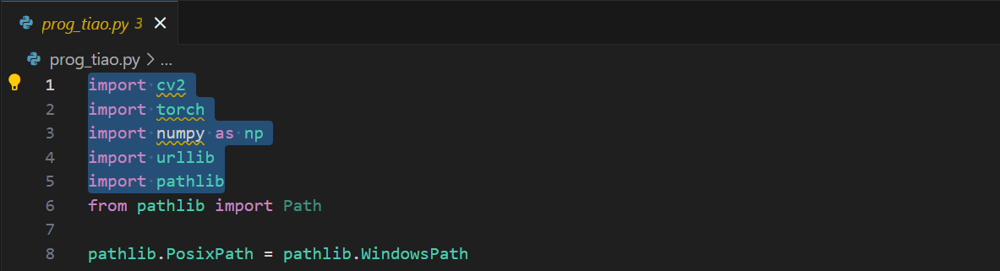 prog_tiao.py 3
prog_tiao.py > ...
1 import cv2
2 import torch
3 import numpy as np
4 import urllib
5 import pathlib
6 from pathlib import Path
7
8 pathlib.PosixPath = pathlib.WindowsPath